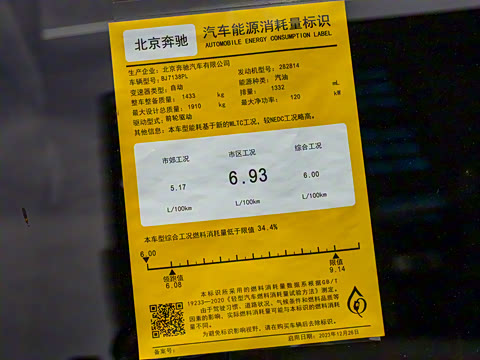 北京奔驰
汽车能源消耗量标识
AUTOMOBILE ENERGY CONSUMPTION LABEL
生产企业：北京奔驰汽车有限公司
车辆型号：BJ7138PL 发动机型号：282814
变速器类型：自动 能源种类：汽油
整车整备质量：1433 kg 排量：1332 mL
最大设计总质量：1910 kg 最大净功率：120 kW
驱动型式：前轮驱动
其他信息：本车型能耗基于新的WLTC工况，较NEDC工况略高。
市郊工况 市区工况 综合工况
5.17 6.93 6.00
L/100km L/100km L/100km
本车型综合工况燃料消耗量低于限值 34.4%
6.00
领跑值 限值
6.08 9.14
本标识所采用的燃料消耗量数据系根据GB/T
19233—2020《轻型汽车燃料消耗量试验方法》测定。
由于驾驶习惯、道路状况、气候条件和燃料品质等
因素的影响，实际燃料消耗量可能与本标识的燃料消耗
量不同。
为避免标识影响视野，请在购买车辆后去除标识。
备案号： 启用日期：2023年12月26日